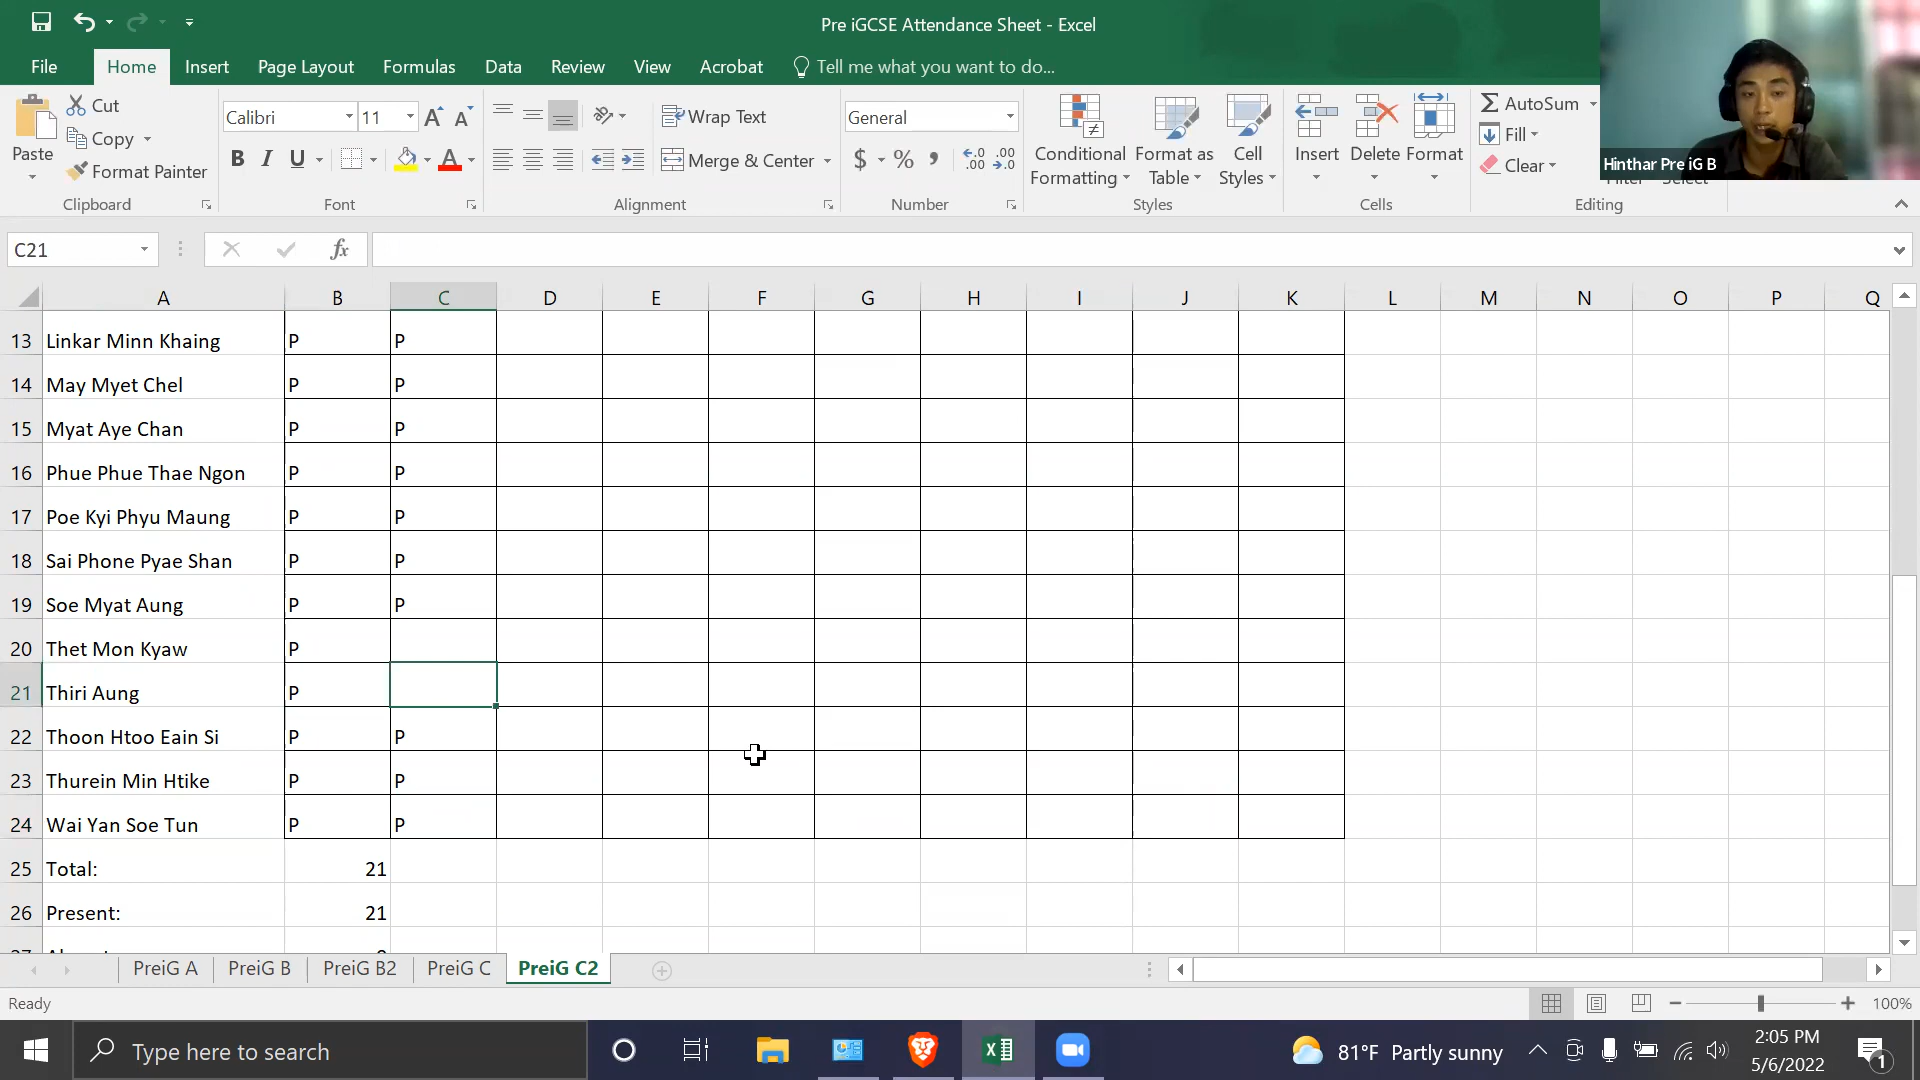 Pre iGCSE Attendance Sheet - Excel
File Home Insert Page Layout Formulas Data Review View Acrobat Tell me what you want to do...
Paste
Cut
Copy
Format Painter
Clipboard
Calibri 11
B I U A
Font
Wrap Text
Merge & Center
Alignment
General
$ % ,
Number
Conditional Formatting
Format as Table
Cell Styles
Styles
Insert
Delete
Format
Cells
AutoSum
Fill
Clear
Editing
Hinthar Pre iG B
C21 fx
A B C D E F G H I J K L M N O P Q
13 Linkar Minn Khaing P P
14 May Myet Chel P P
15 Myat Aye Chan P P
16 Phue Phue Thae Ngon P P
17 Poe Kyi Phyu Maung P P
18 Sai Phone Pyae Shan P P
19 Soe Myat Aung P P
20 Thet Mon Kyaw P
21 Thiri Aung P
22 Thoon Htoo Eain Si P P
23 Thurein Min Htike P P
24 Wai Yan Soe Tun P P
25 Total: 21
26 Present: 21
PreiG A PreiG B PreiG B2 PreiG C PreiG C2
Ready 100%
Type here to search
81°F Partly sunny
2:05 PM
5/6/2022
1